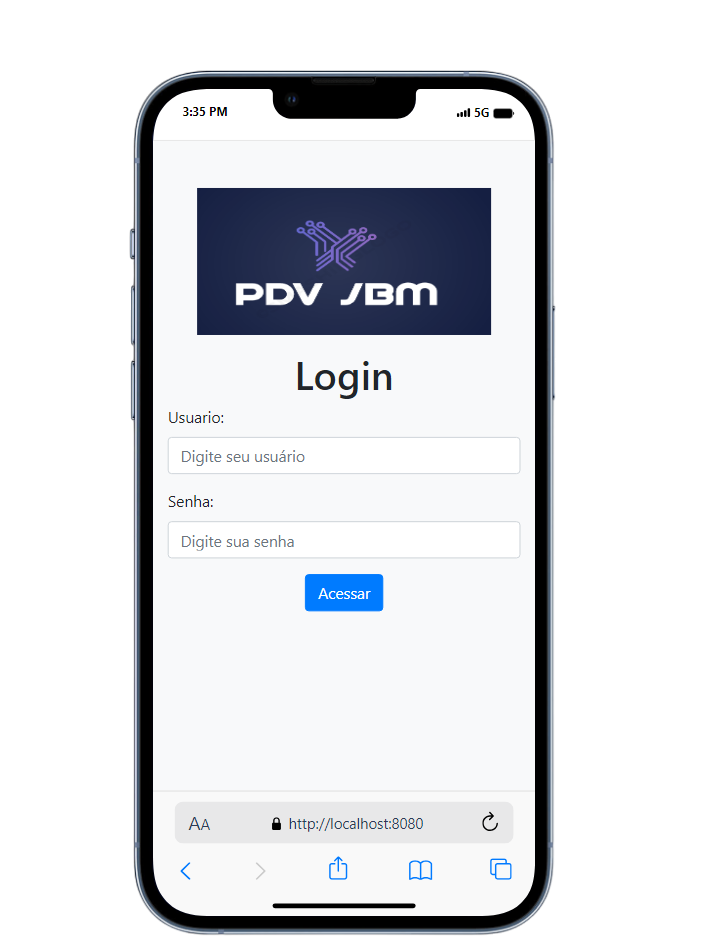 3:35 PM 5G
PDV JBM
Login
Usuario:
Digite seu usuário
Senha:
Digite sua senha
Acessar
AA http://localhost:8080